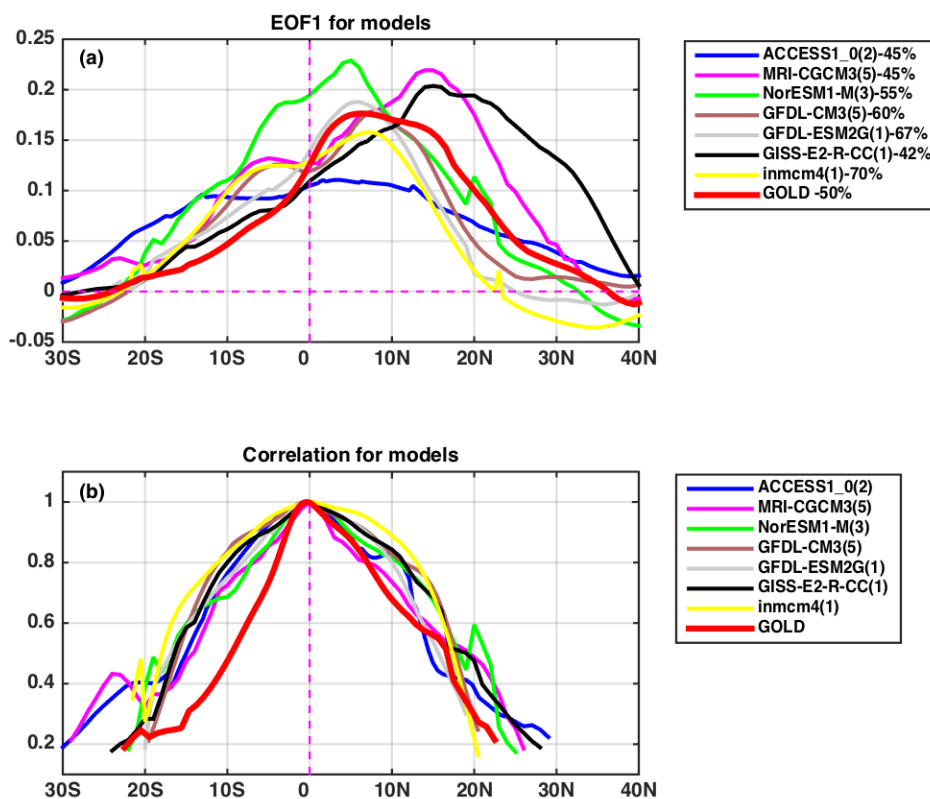 EOF1 for models
(a)
0.25
0.2
0.15
0.1
0.05
0
-0.05
30S 20S 10S 0 10N 20N 30N 40N
ACCESS1_0(2)-45%
MRI-CGCM3(5)-45%
NorESM1-M(3)-55%
GFDL-CM3(5)-60%
GFDL-ESM2G(1)-67%
GISS-E2-R-CC(1)-42%
inmcm4(1)-70%
GOLD -50%
Correlation for models
(b)
1
0.8
0.6
0.4
0.2
30S 20S 10S 0 10N 20N 30N 40N
ACCESS1_0(2)
MRI-CGCM3(5)
NorESM1-M(3)
GFDL-CM3(5)
GFDL-ESM2G(1)
GISS-E2-R-CC(1)
inmcm4(1)
GOLD